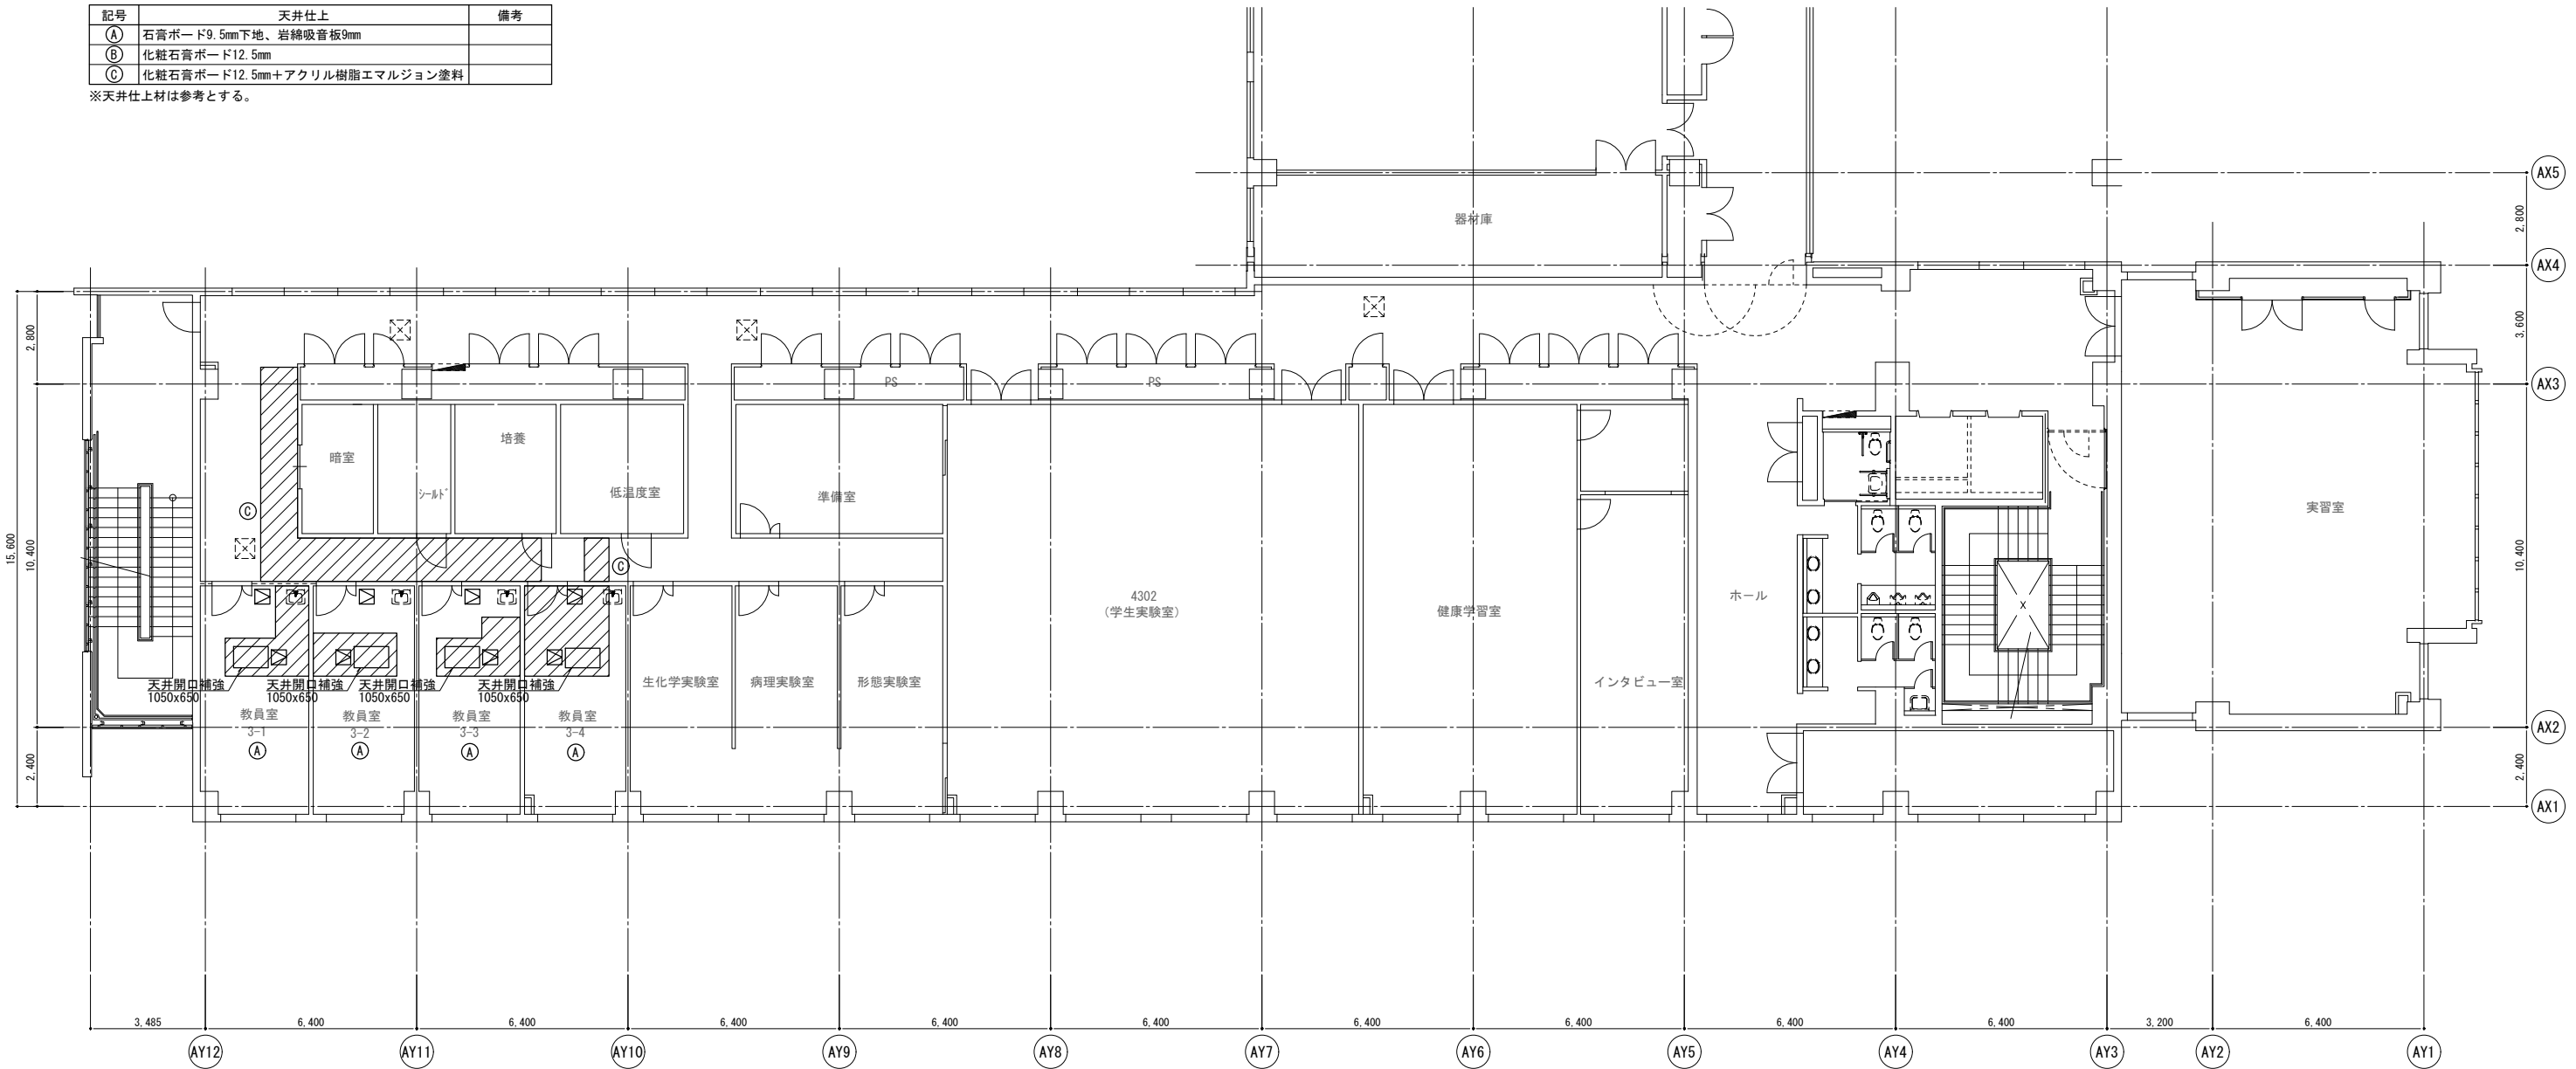 記号 天井仕上 備考
Ⓐ 石膏ボード9.5mm下地、岩綿吸音板9mm
Ⓑ 化粧石膏ボード12.5mm
Ⓒ 化粧石膏ボード12.5mm+アクリル樹脂エマルジョン塗料
※天井仕上材は参考とする。
AX5
2,800
器材庫
AX4
2,800
3,600
PS
PS
AX3
培養
暗室
シールド
低温度室
準備室
実習室
Ⓒ
15,600
10,400
10,400
Ⓒ
4302
(学生実験室)
健康学習室
ホール
X
生化学実験室
病理実験室
形態実験室
インタビュー室
天井開口補強
1050x650
天井開口補強
1050x650
天井開口補強
1050x650
天井開口補強
1050x650
教員室
3-1
Ⓐ
教員室
3-2
Ⓐ
教員室
3-3
Ⓐ
教員室
3-4
Ⓐ
AX2
2,400
2,400
AX1
3,485 6,400 6,400 6,400 6,400 6,400 6,400 6,400 6,400 6,400 3,200 6,400
AY12 AY11 AY10 AY9 AY8 AY7 AY6 AY5 AY4 AY3 AY2 AY1